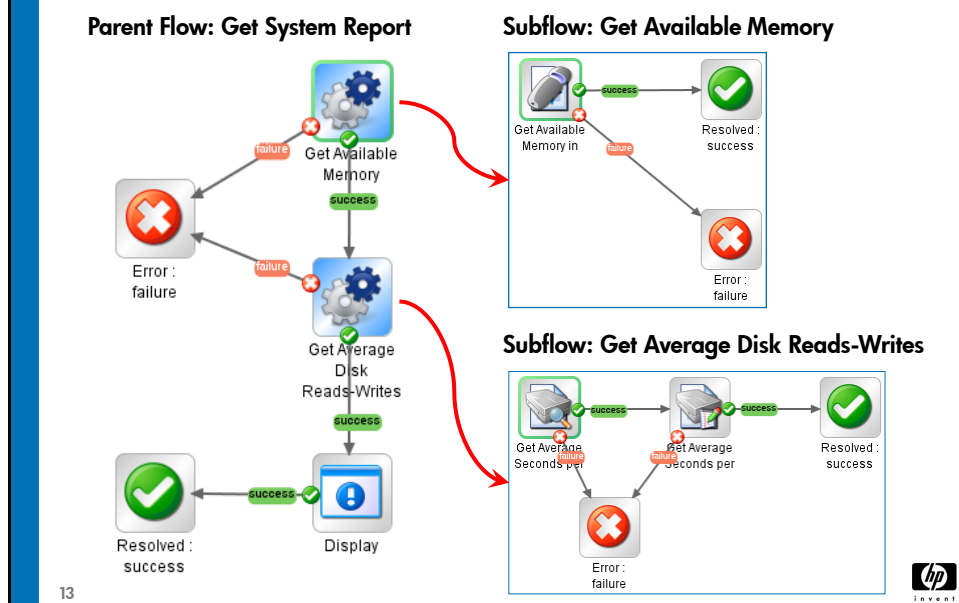 Parent Flow: Get System Report
failure
Get Available
Memory
success
Error :
failure
failure
Get Average
Disk
Reads-Writes
success
success
Resolved :
success
Display
Subflow: Get Available Memory
success
Get Available
Memory in
Resolved :
success
failure
Error :
failure
Subflow: Get Average Disk Reads-Writes
success
success
Get Average
Seconds per
failure
Get Average
Seconds per
failure
Resolved :
success
Error :
failure
13
hp
invent